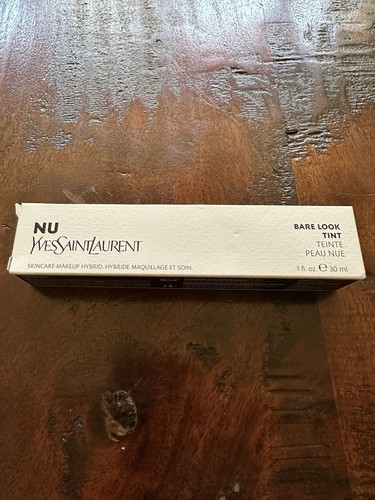 NU
YVESSAINTLAURENT
SKINCARE-MAKEUP HYBRID. HYBRIDE MAQUILLAGE ET SOIN.
BARE LOOK
TINT
TEINTE
PEAU NUE
1 fl. oz. ℮ 30 ml